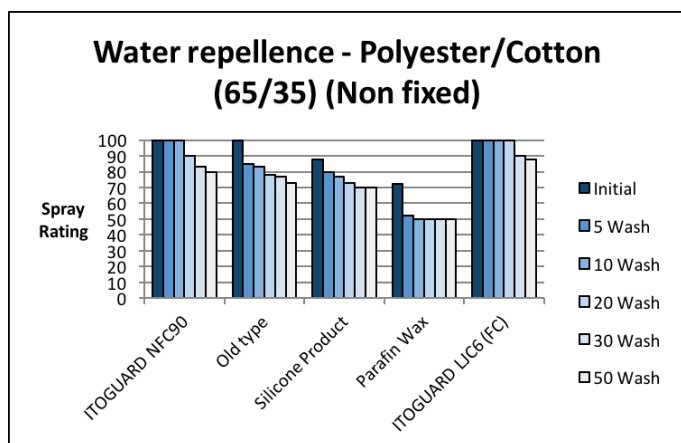 Water repellence - Polyester/Cotton
(65/35) (Non fixed)
100
90
80
70
60
50
40
30
20
10
0
Spray
Rating
ITOGUARD NFC90
Old type
Silicone Product
Parafin Wax
ITOGUARD LJC6 (FC)
Initial
5 Wash
10 Wash
20 Wash
30 Wash
50 Wash